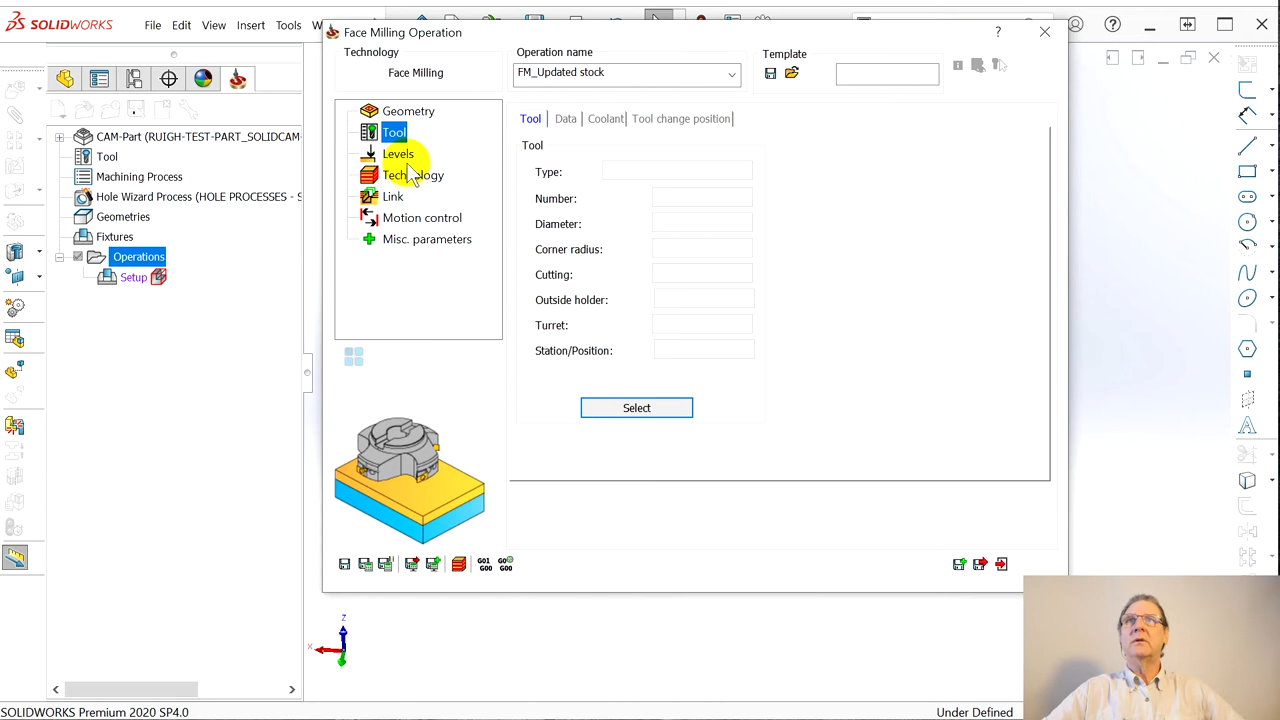 SOLIDWORKS
File Edit View Insert Tools
Face Milling Operation
?
Technology
Face Milling
Operation name
FM_Updated stock
Template
CAM-Part (RUIGH-TEST-PART_SOLIDCAM-
Tool
Machining Process
Hole Wizard Process (HOLE PROCESSES - S
Geometries
Fixtures
Operations
Setup
Geometry
Tool
Levels
Technology
Link
Motion control
Misc. parameters
Tool Data Coolant Tool change position
Tool
Type:
Number:
Diameter:
Corner radius:
Cutting:
Outside holder:
Turret:
Station/Position:
Select
G01
G00
Z
X
SOLIDWORKS Premium 2020 SP4.0
Under Defined